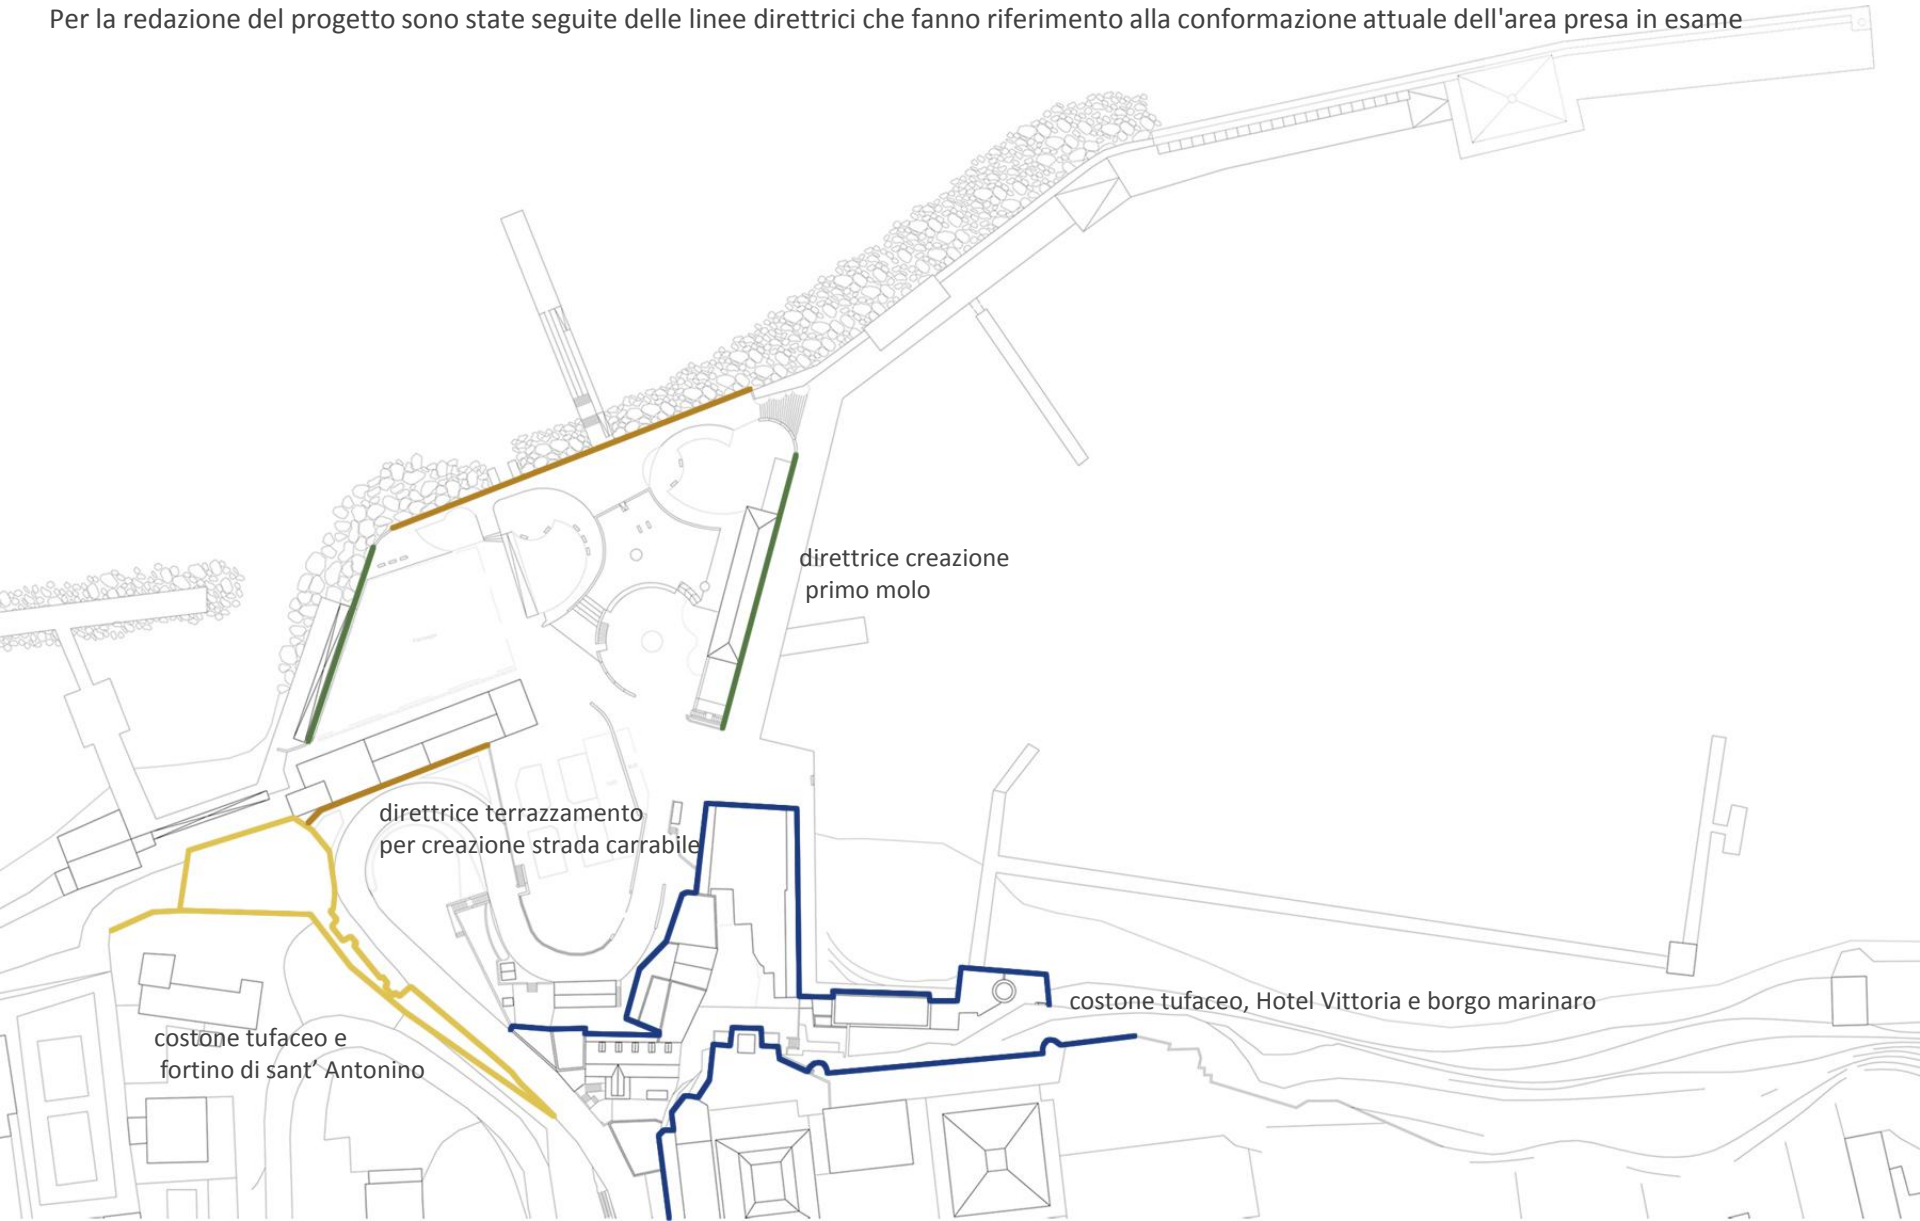 Per la redazione del progetto sono state seguite delle linee direttrici che fanno riferimento alla conformazione attuale dell'area presa in esame
direttrice creazione
primo molo
direttrice terrazzamento
per creazione strada carrabile
costone tufaceo, Hotel Vittoria e borgo marinaro
costone tufaceo e
fortino di sant’ Antonino